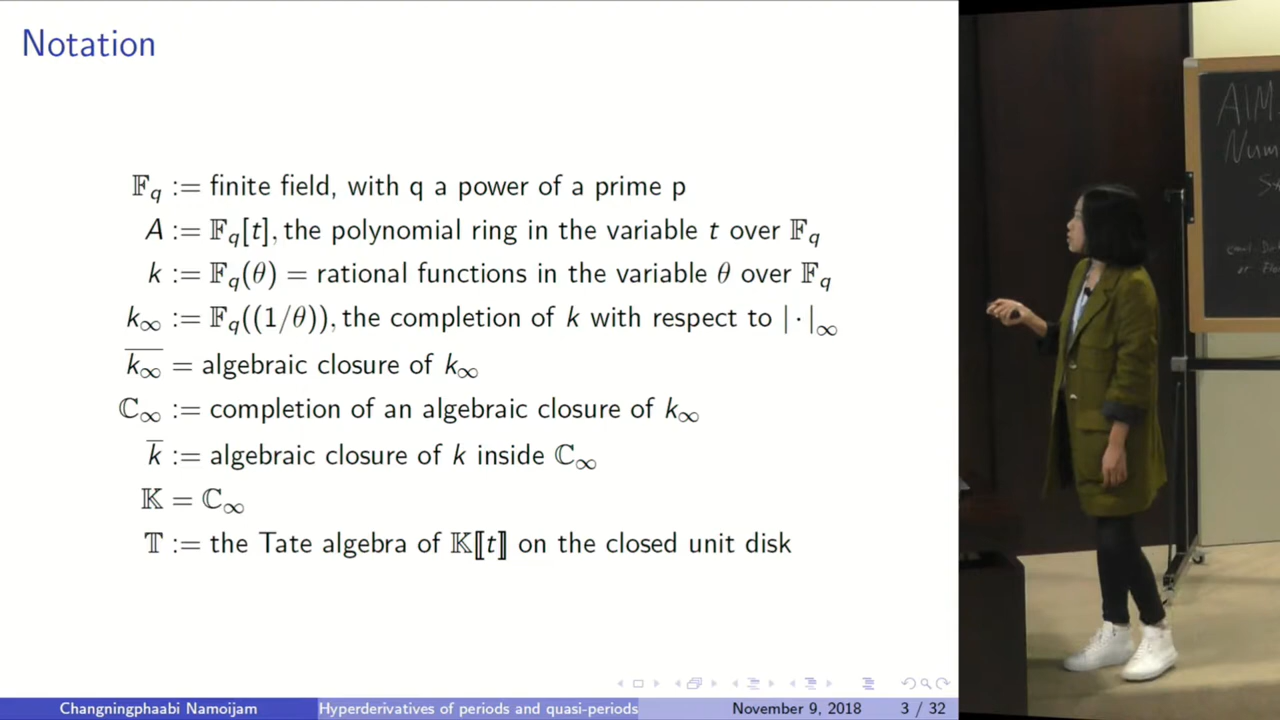 Notation
𝔽_q := finite field, with q a power of a prime p
A := 𝔽_q[t], the polynomial ring in the variable t over 𝔽_q
k := 𝔽_q(θ) = rational functions in the variable θ over 𝔽_q
k_∞ := 𝔽_q((1/θ)), the completion of k with respect to |·|_∞
\overline{k_∞} = algebraic closure of k_∞
ℂ_∞ := completion of an algebraic closure of k_∞
\overline{k} := algebraic closure of k inside ℂ_∞
𝕂 = ℂ_∞
𝕋 := the Tate algebra of 𝕂⟦t⟧ on the closed unit disk
Changningphaabi Namoijam Hyperderivatives of periods and quasi-periods November 9, 2018 3 / 32
AIM
Num